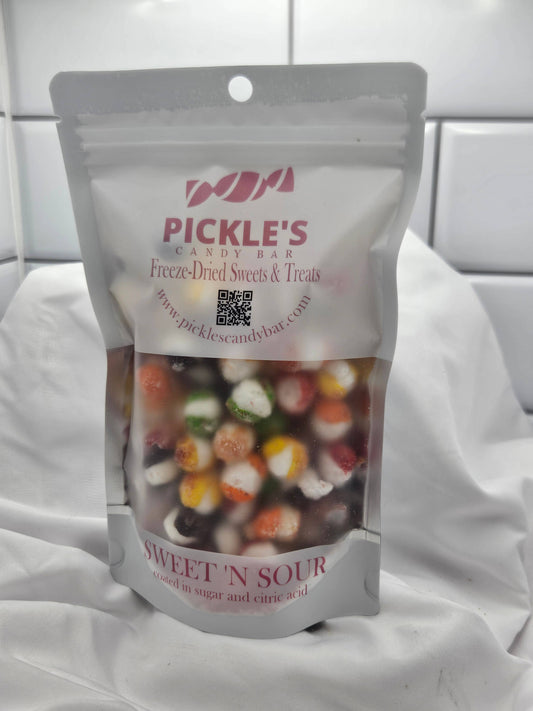 PICKLE'S
CANDY BAR
Freeze-Dried Sweets & Treats
www.picklescandybar.com
SWEET 'N SOUR
coated in sugar and citric acid